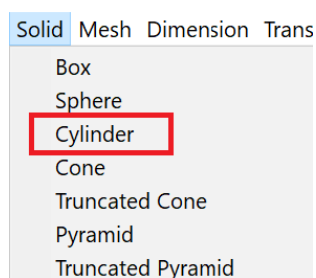 Solid Mesh Dimension Trans
Box
Sphere
Cylinder
Cone
Truncated Cone
Pyramid
Truncated Pyramid